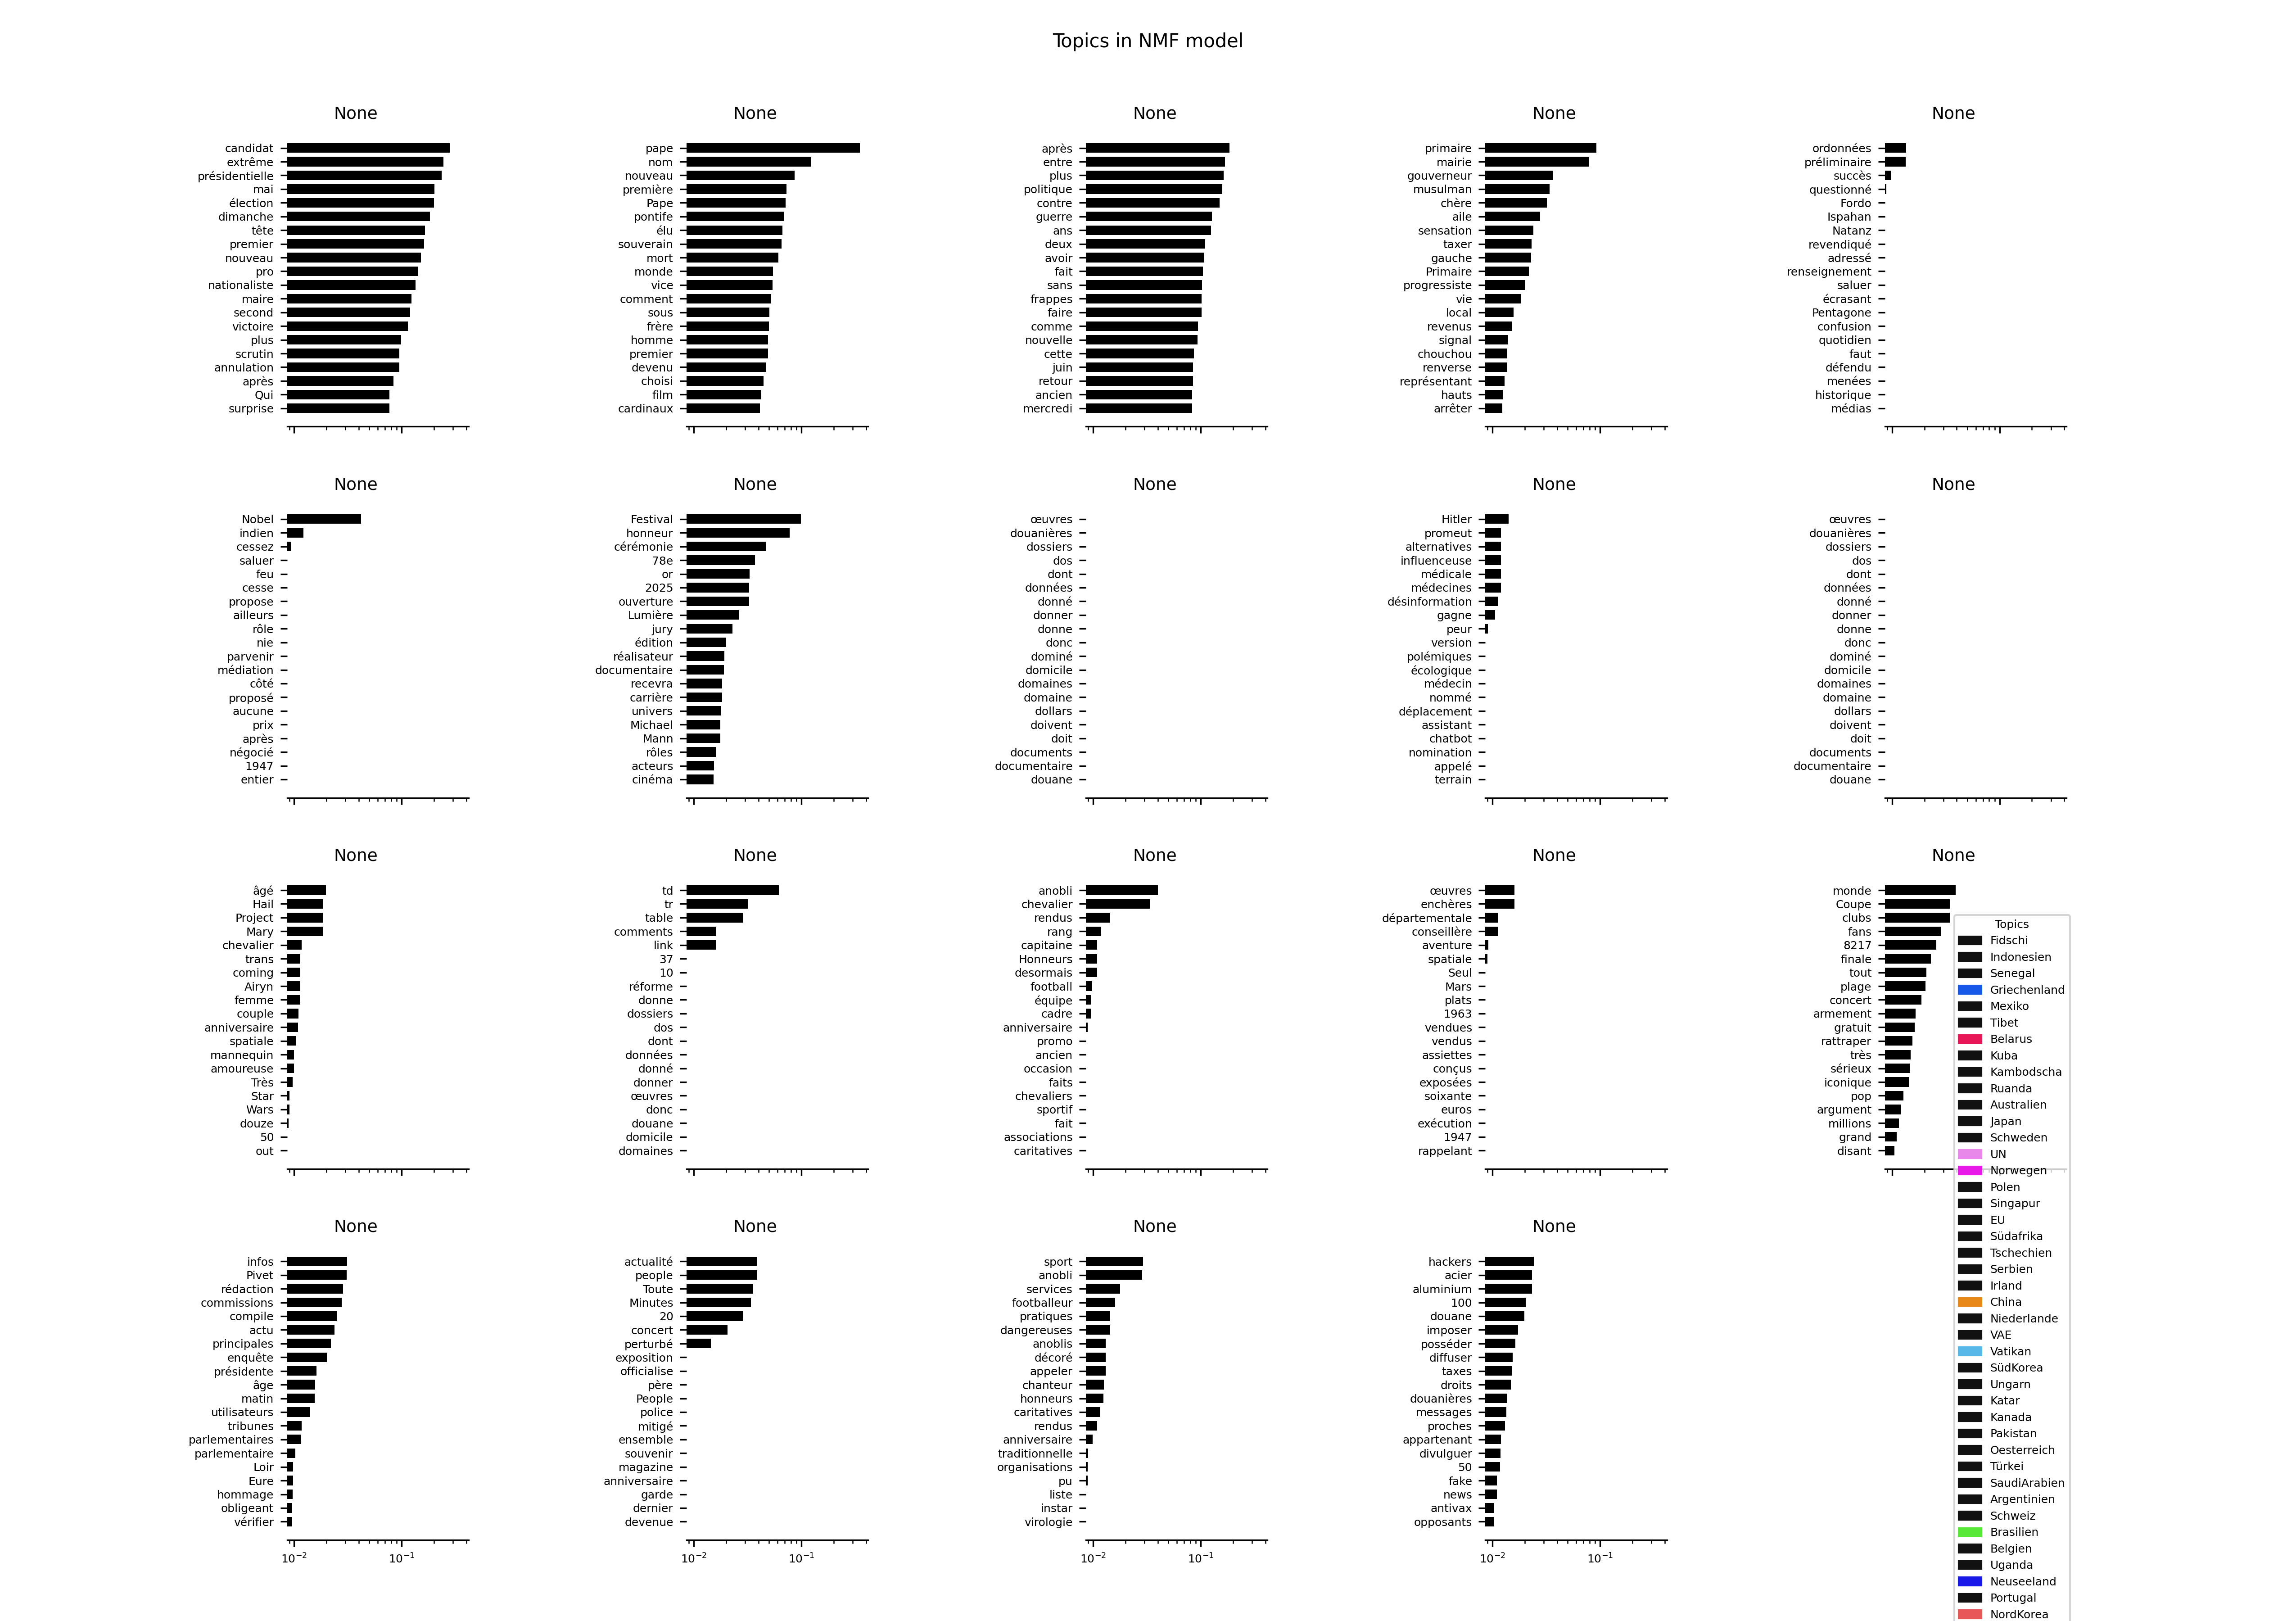 Topics in NMF model
None
candidat
extrême
présidentielle
mai
élection
dimanche
tête
premier
nouveau
pro
nationaliste
maire
second
victoire
plus
scrutin
annulation
après
Qui
surprise
None
pape
nom
nouveau
première
Pape
pontife
élu
souverain
mort
monde
vice
comment
sous
frère
homme
premier
devenu
choisi
film
cardinaux
None
après
entre
plus
politique
contre
guerre
ans
deux
avoir
fait
sans
frappes
faire
comme
nouvelle
cette
juin
retour
ancien
mercredi
None
primaire
mairie
gouverneur
musulman
chère
aile
sensation
taxer
gauche
Primaire
progressiste
vie
local
revenus
signal
chouchou
renverse
représentant
hauts
arrêter
None
ordonnées
préliminaire
succès
questionné
Fordo
Ispahan
Natanz
revendiqué
adressé
renseignement
saluer
écrasant
Pentagone
confusion
quotidien
faut
défendu
menées
historique
médias
None
Nobel
indien
cessez
saluer
feu
cesse
propose
ailleurs
rôle
nie
parvenir
médiation
côté
proposé
aucune
prix
après
négocié
1947
entier
None
Festival
honneur
cérémonie
78e
or
2025
ouverture
Lumière
jury
édition
réalisateur
documentaire
recevra
carrière
univers
Michael
Mann
rôles
acteurs
cinéma
None
œuvres
douanières
dossiers
dos
dont
données
donné
donner
donne
donc
dominé
domicile
domaines
domaine
dollars
doivent
doit
documents
documentaire
douane
None
Hitler
promeut
alternatives
influenceuse
médicale
médecines
désinformation
gagne
peur
version
polémiques
écologique
médecin
nommé
déplacement
assistant
chatbot
nomination
appelé
terrain
None
œuvres
douanières
dossiers
dos
dont
données
donné
donner
donne
donc
dominé
domicile
domaines
domaine
dollars
doivent
doit
documents
documentaire
douane
None
âgé
Hail
Project
Mary
chevalier
trans
coming
Airyn
femme
couple
anniversaire
spatiale
mannequin
amoureuse
Très
Star
Wars
douze
50
out
None
td
tr
table
comments
link
37
10
réforme
donne
dossiers
dos
dont
données
donné
donner
œuvres
donc
douane
domicile
domaines
None
anobli
chevalier
rendus
rang
capitaine
Honneurs
desormais
football
équipe
cadre
anniversaire
promo
ancien
occasion
faits
chevaliers
sportif
fait
associations
caritatives
None
œuvres
enchères
départementale
conseillère
aventure
spatiale
Seul
Mars
plats
1963
vendues
vendus
assiettes
conçus
exposées
soixante
euros
exécution
1947
rappelant
None
monde
Coupe
clubs
fans
8217
finale
tout
plage
concert
armement
gratuit
rattraper
très
sérieux
iconique
pop
argument
millions
grand
disant
None
infos
Pivet
rédaction
commissions
compile
actu
principales
enquête
présidente
âge
matin
utilisateurs
tribunes
parlementaires
parlementaire
Loir
Eure
hommage
obligeant
vérifier
10⁻² 10⁻¹
None
actualité
people
Toute
Minutes
20
concert
perturbé
exposition
officialise
père
People
police
mitigé
ensemble
souvenir
magazine
anniversaire
garde
dernier
devenue
10⁻² 10⁻¹
None
sport
anobli
services
footballeur
pratiques
dangereuses
anoblis
décoré
appeler
chanteur
honneurs
caritatives
rendus
anniversaire
traditionnelle
organisations
pu
liste
instar
virologie
10⁻² 10⁻¹
None
hackers
acier
aluminium
100
douane
imposer
posséder
diffuser
taxes
droits
douanières
messages
proches
appartenant
divulguer
50
fake
news
antivax
opposants
10⁻² 10⁻¹
Topics
Fidschi
Indonesien
Senegal
Griechenland
Mexiko
Tibet
Belarus
Kuba
Kambodscha
Ruanda
Australien
Japan
Schweden
UN
Norwegen
Polen
Singapur
EU
Südafrika
Tschechien
Serbien
Irland
China
Niederlande
VAE
Vatikan
SüdKorea
Ungarn
Katar
Kanada
Pakistan
Oesterreich
Türkei
SaudiArabien
Argentinien
Schweiz
Brasilien
Belgien
Uganda
Neuseeland
Portugal
NordKorea